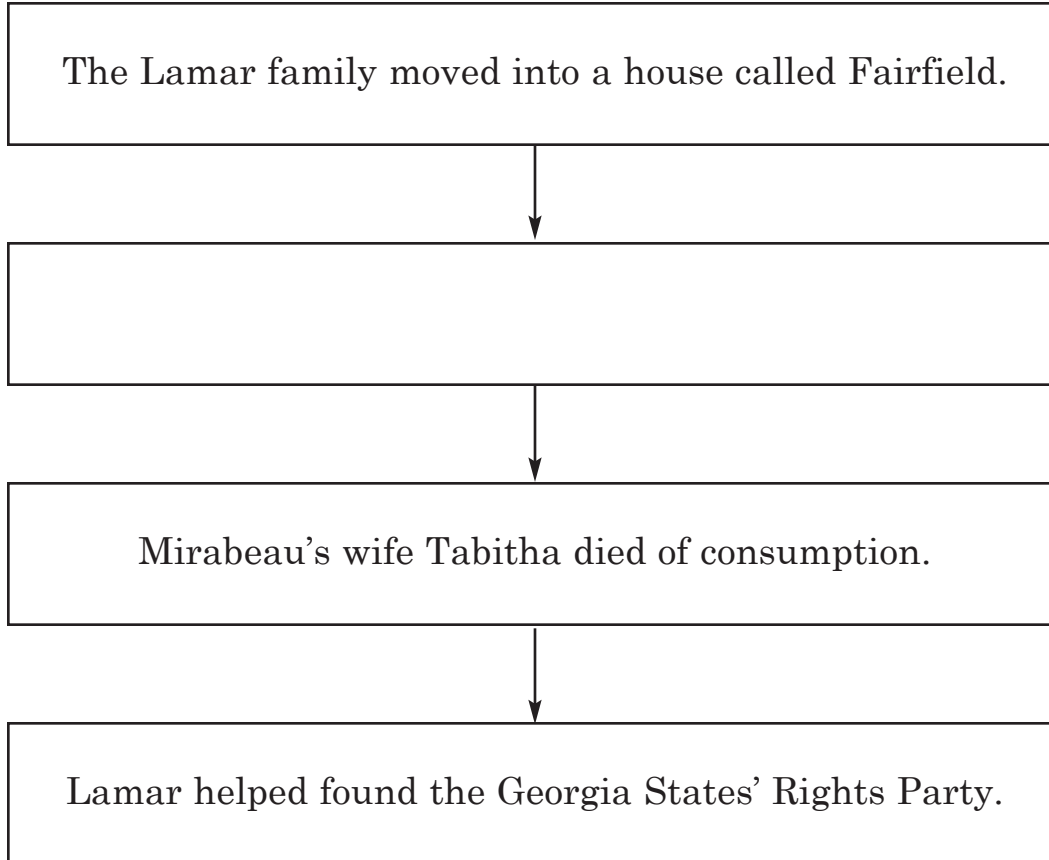 The Lamar family moved into a house called Fairfield.
Mirabeau’s wife Tabitha died of consumption.
Lamar helped found the Georgia States’ Rights Party.